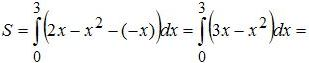 S = ∫₀³ (2x − x² − (−x))dx = ∫₀³ (3x − x²)dx =